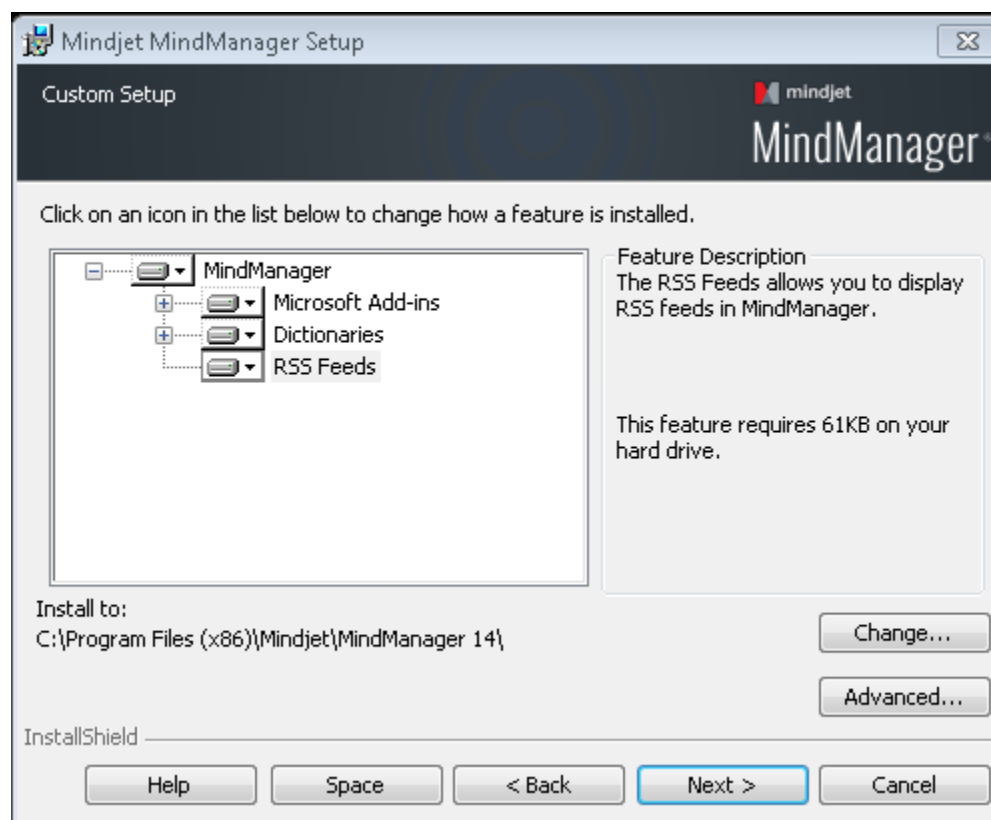 Mindjet MindManager Setup
Custom Setup
mindjet
MindManager
Click on an icon in the list below to change how a feature is installed.
MindManager
Microsoft Add-ins
Dictionaries
RSS Feeds
Feature Description
The RSS Feeds allows you to display
RSS feeds in MindManager.
This feature requires 61KB on your
hard drive.
Install to:
C:\Program Files (x86)\Mindjet\MindManager 14\
Change...
Advanced...
InstallShield
Help Space < Back Next > Cancel